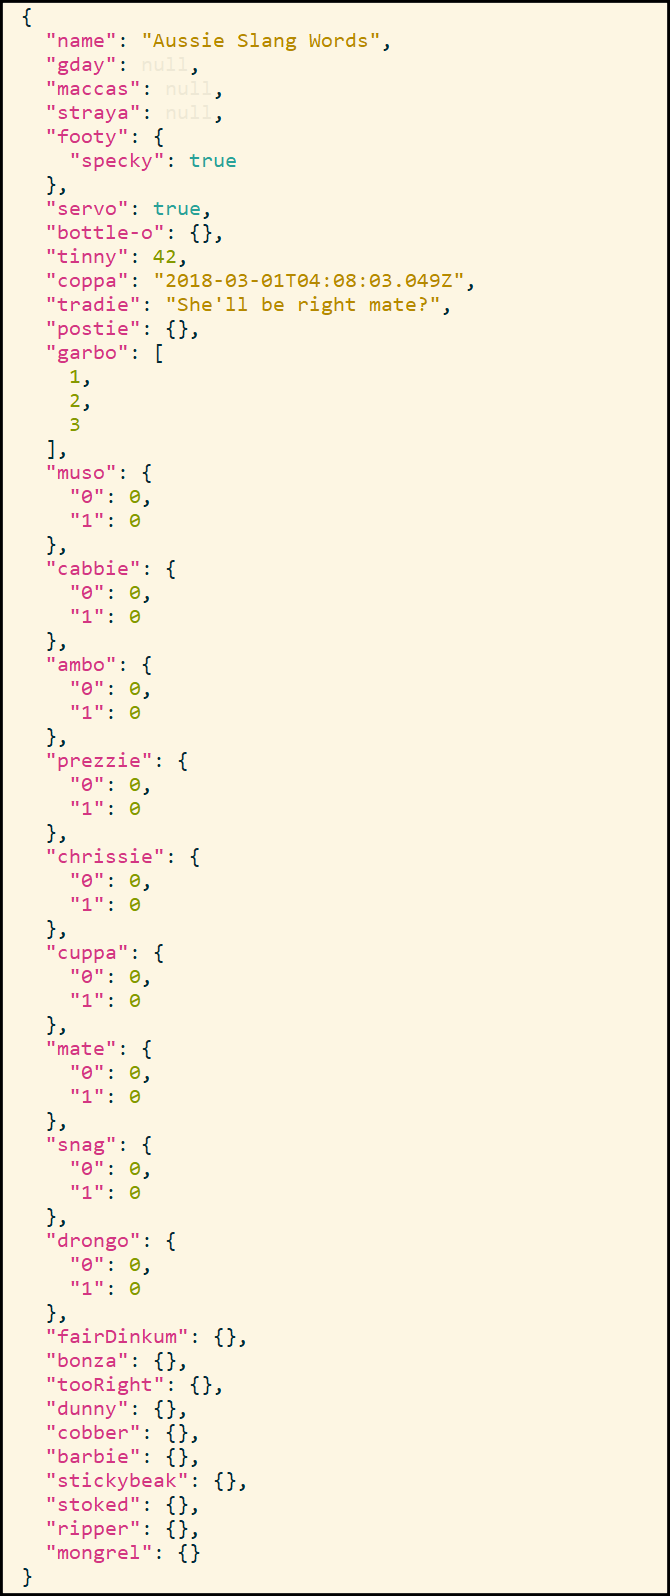 {
  "name": "Aussie Slang Words",
  "gday": null,
  "maccas": null,
  "straya": null,
  "footy": {
    "specky": true
  },
  "servo": true,
  "bottle-o": {},
  "tinny": 42,
  "coppa": "2018-03-01T04:08:03.049Z",
  "tradie": "She'll be right mate?",
  "postie": {},
  "garbo": [
    1,
    2,
    3
  ],
  "muso": {
    "0": 0,
    "1": 0
  },
  "cabbie": {
    "0": 0,
    "1": 0
  },
  "ambo": {
    "0": 0,
    "1": 0
  },
  "prezzie": {
    "0": 0,
    "1": 0
  },
  "chrissie": {
    "0": 0,
    "1": 0
  },
  "cuppa": {
    "0": 0,
    "1": 0
  },
  "mate": {
    "0": 0,
    "1": 0
  },
  "snag": {
    "0": 0,
    "1": 0
  },
  "drongo": {
    "0": 0,
    "1": 0
  },
  "fairDinkum": {},
  "bonza": {},
  "tooRight": {},
  "dunny": {},
  "cobber": {},
  "barbie": {},
  "stickybeak": {},
  "stoked": {},
  "ripper": {},
  "mongrel": {}
}